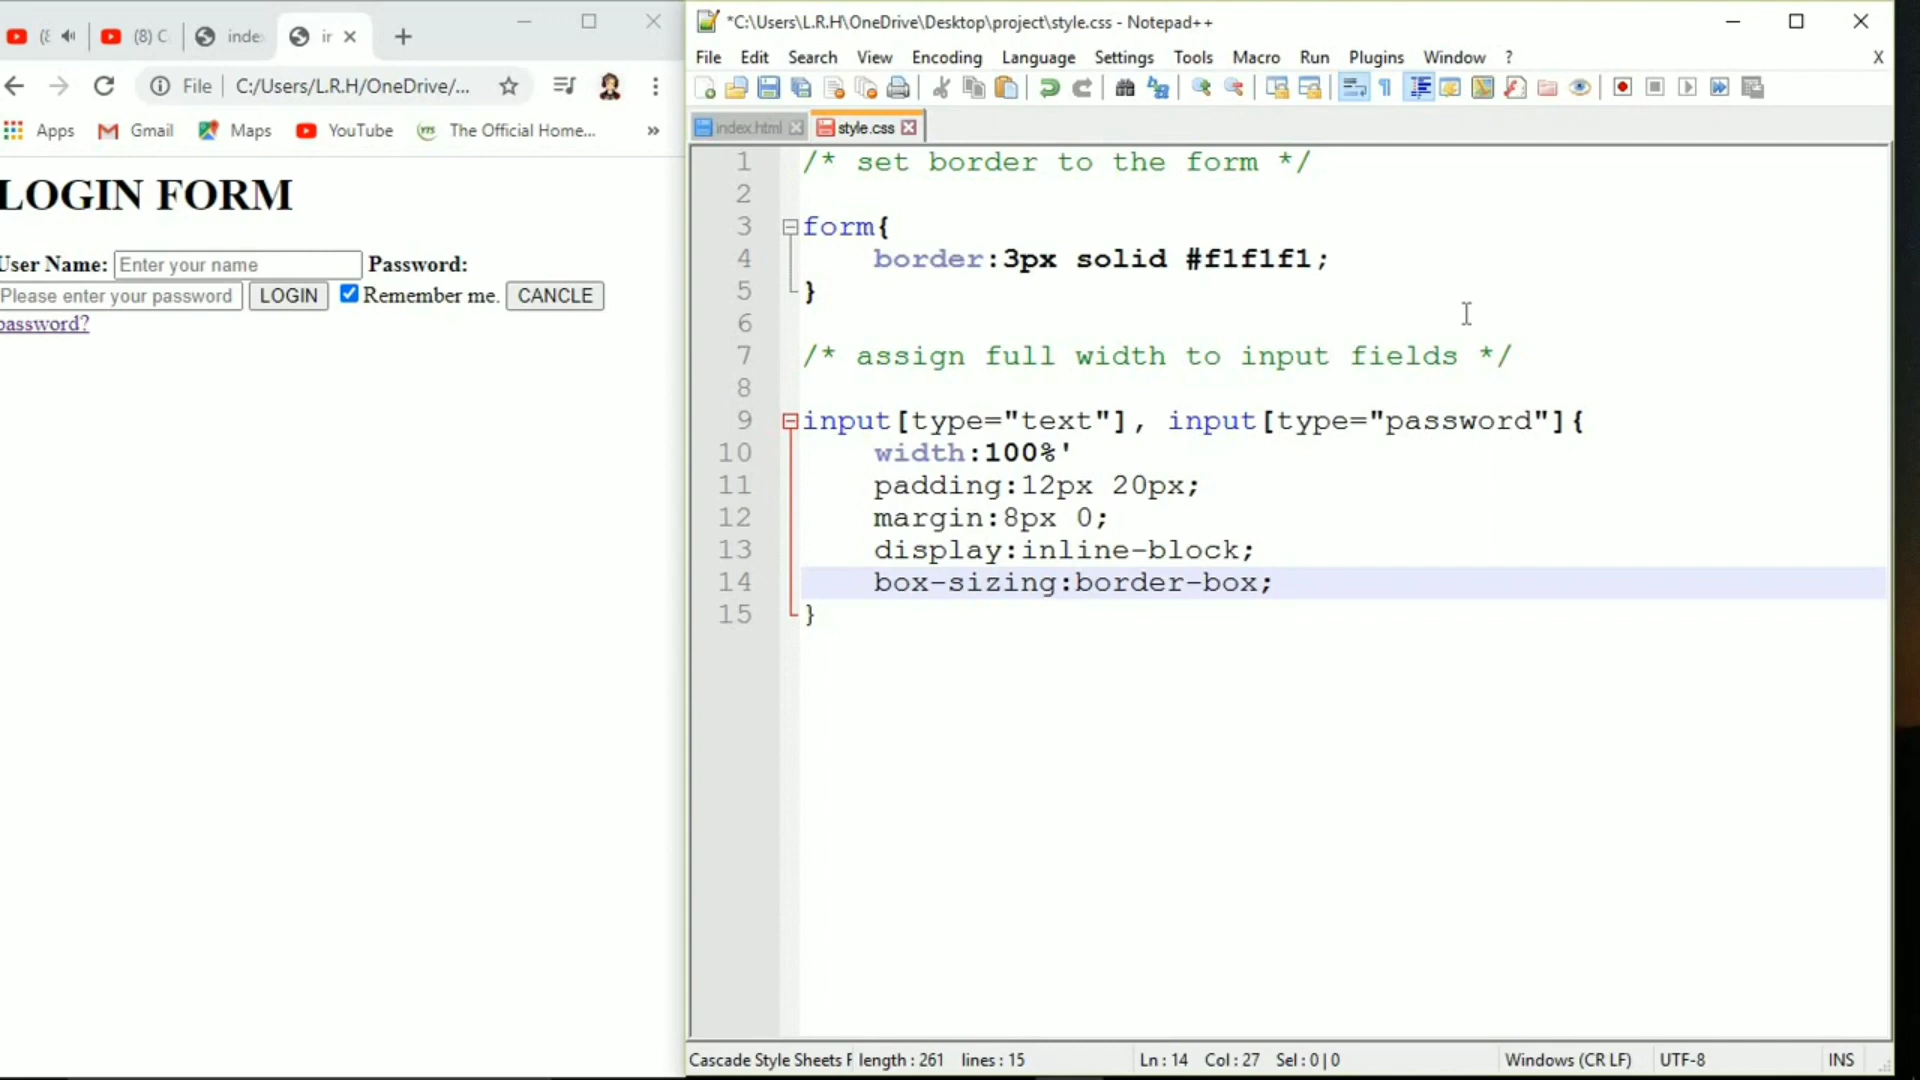 (8
(8) C
inde
ir
File
C:/Users/L.R.H/OneDrive/...
Apps
Gmail
Maps
YouTube
The Official Home...
»
LOGIN FORM
User Name:
Enter your name
Password:
Please enter your password
LOGIN
Remember me.
CANCLE
password?
*C:\Users\L.R.H\OneDrive\Desktop\project\style.css - Notepad++
File Edit Search View Encoding Language Settings Tools Macro Run Plugins Window ?
X
index.html
style.css
1 /* set border to the form */
2
3 form{
4 border:3px solid #f1f1f1;
5 }
6
7 /* assign full width to input fields */
8
9 input[type="text"], input[type="password"]{
10 width:100%'
11 padding:12px 20px;
12 margin:8px 0;
13 display:inline-block;
14 box-sizing:border-box;
15 }
Cascade Style Sheets F length : 261 lines : 15 Ln : 14 Col : 27 Sel : 0 | 0 Windows (CR LF) UTF-8 INS